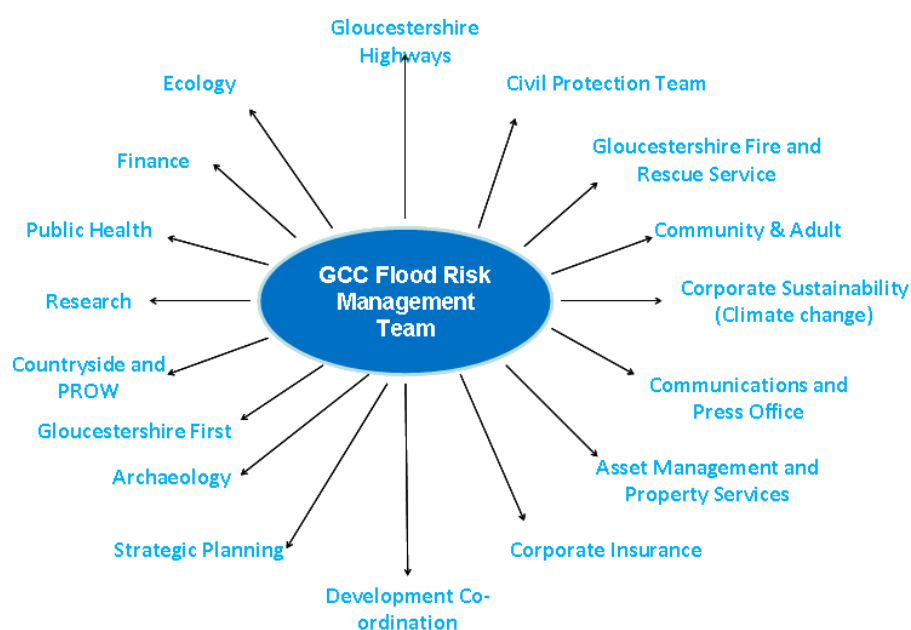 Gloucestershire
Highways
Ecology
Civil Protection Team
Finance
Gloucestershire Fire and
Rescue Service
Public Health
Community & Adult
GCC Flood Risk
Management
Team
Research
Corporate Sustainability
(Climate change)
Countryside and
PROW
Communications and
Press Office
Gloucestershire First
Archaeology
Asset Management and
Property Services
Strategic Planning
Corporate Insurance
Development Co-
ordination